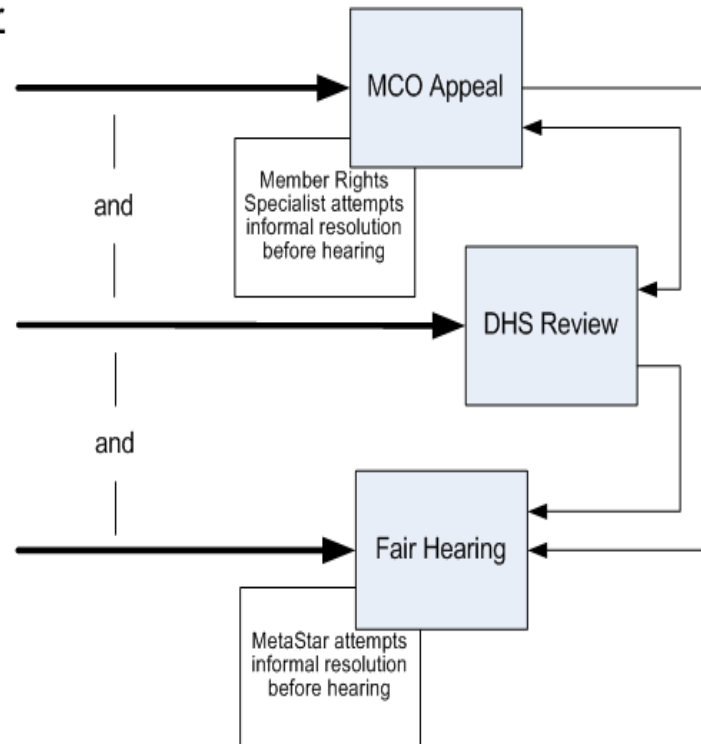 MCO Appeal
Member Rights
Specialist attempts
informal resolution
before hearing
and
DHS Review
and
Fair Hearing
MetaStar attempts
informal resolution
before hearing